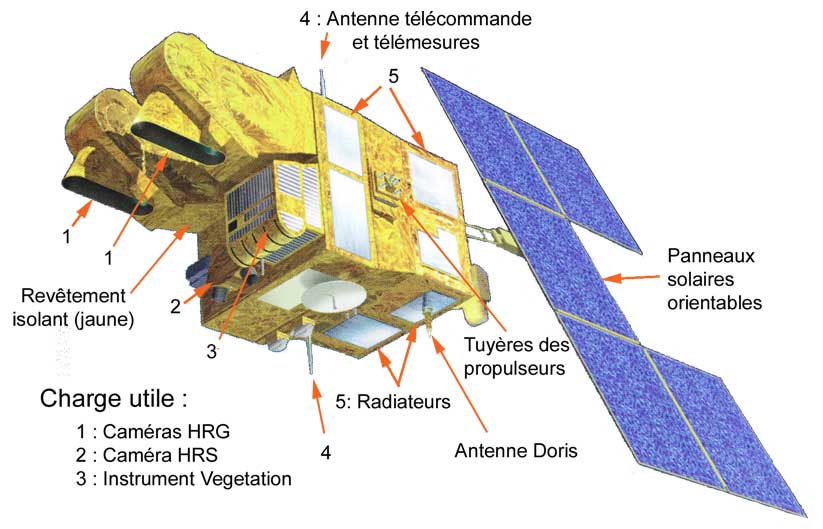 4 : Antenne télécommande
et télémesures
5
1
1
Revêtement
isolant (jaune)
2
3
Panneaux
solaires
orientables
Tuyères des
propulseurs
5: Radiateurs
4
Antenne Doris
Charge utile :
1 : Caméras HRG
2 : Caméra HRS
3 : Instrument Vegetation